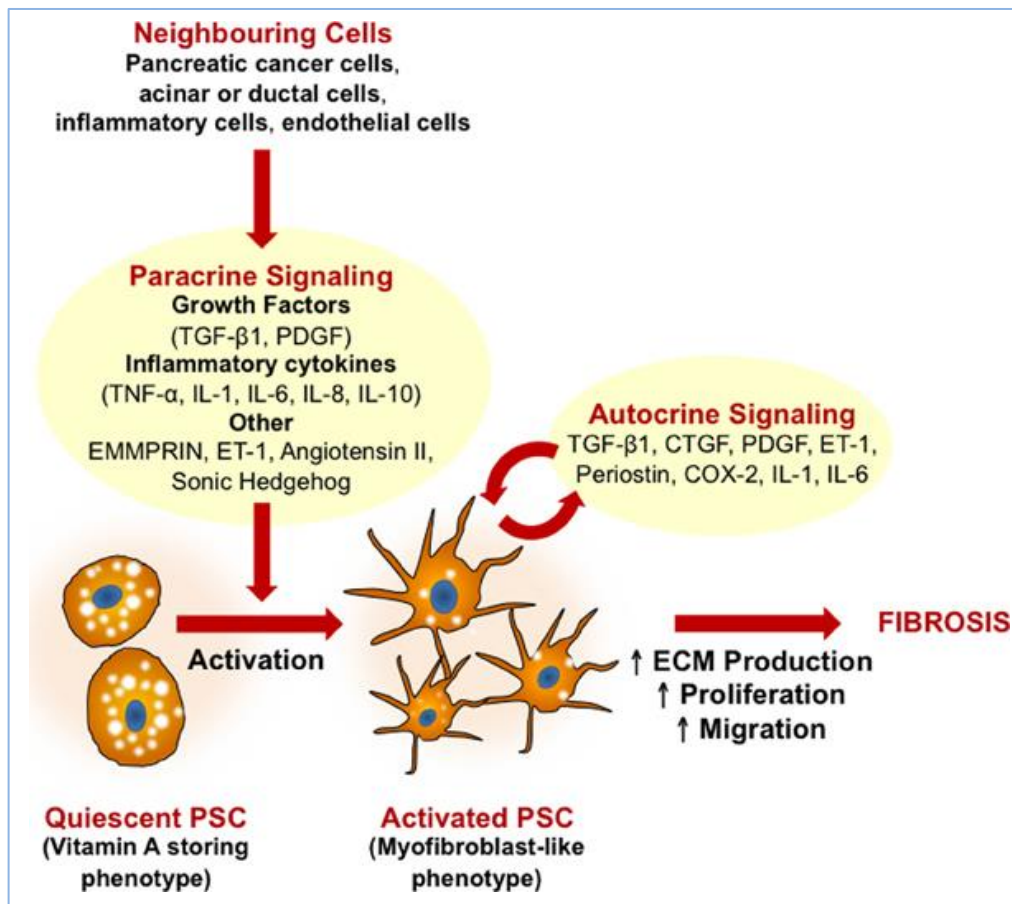 Neighbouring Cells
Pancreatic cancer cells,
acinar or ductal cells,
inflammatory cells, endothelial cells
Paracrine Signaling
Growth Factors
(TGF-β1, PDGF)
Inflammatory cytokines
(TNF-α, IL-1, IL-6, IL-8, IL-10)
Other
EMMPRIN, ET-1, Angiotensin II,
Sonic Hedgehog
Autocrine Signaling
TGF-β1, CTGF, PDGF, ET-1,
Periostin, COX-2, IL-1, IL-6
Activation
FIBROSIS
↑ ECM Production
↑ Proliferation
↑ Migration
Quiescent PSC
(Vitamin A storing
phenotype)
Activated PSC
(Myofibroblast-like
phenotype)